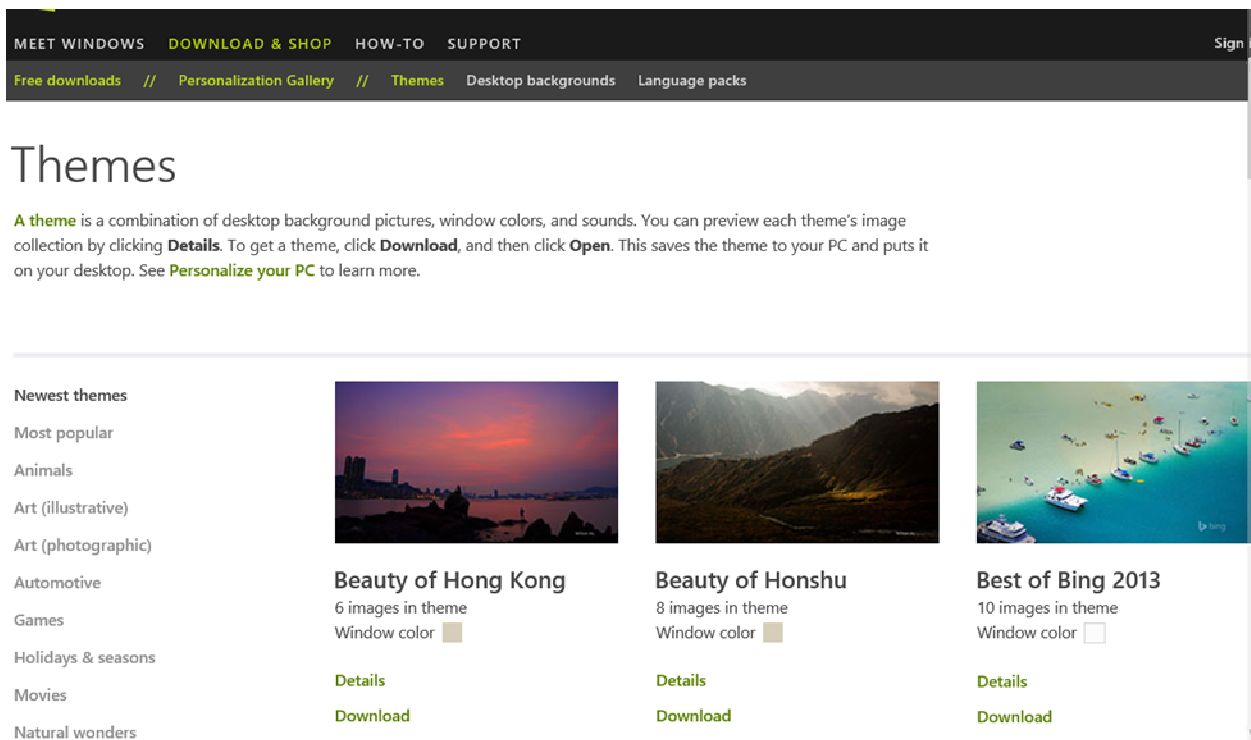 MEET WINDOWS DOWNLOAD & SHOP HOW-TO SUPPORT Sign
Free downloads // Personalization Gallery // Themes Desktop backgrounds Language packs
Themes
A theme is a combination of desktop background pictures, window colors, and sounds. You can preview each theme's image
collection by clicking Details. To get a theme, click Download, and then click Open. This saves the theme to your PC and puts it
on your desktop. See Personalize your PC to learn more.
Newest themes
Most popular
Animals
Art (illustrative)
Art (photographic)
Automotive
Games
Holidays & seasons
Movies
Natural wonders
bing
Beauty of Hong Kong
6 images in theme
Window color
Details
Download
Beauty of Honshu
8 images in theme
Window color
Details
Download
Best of Bing 2013
10 images in theme
Window color
Details
Download